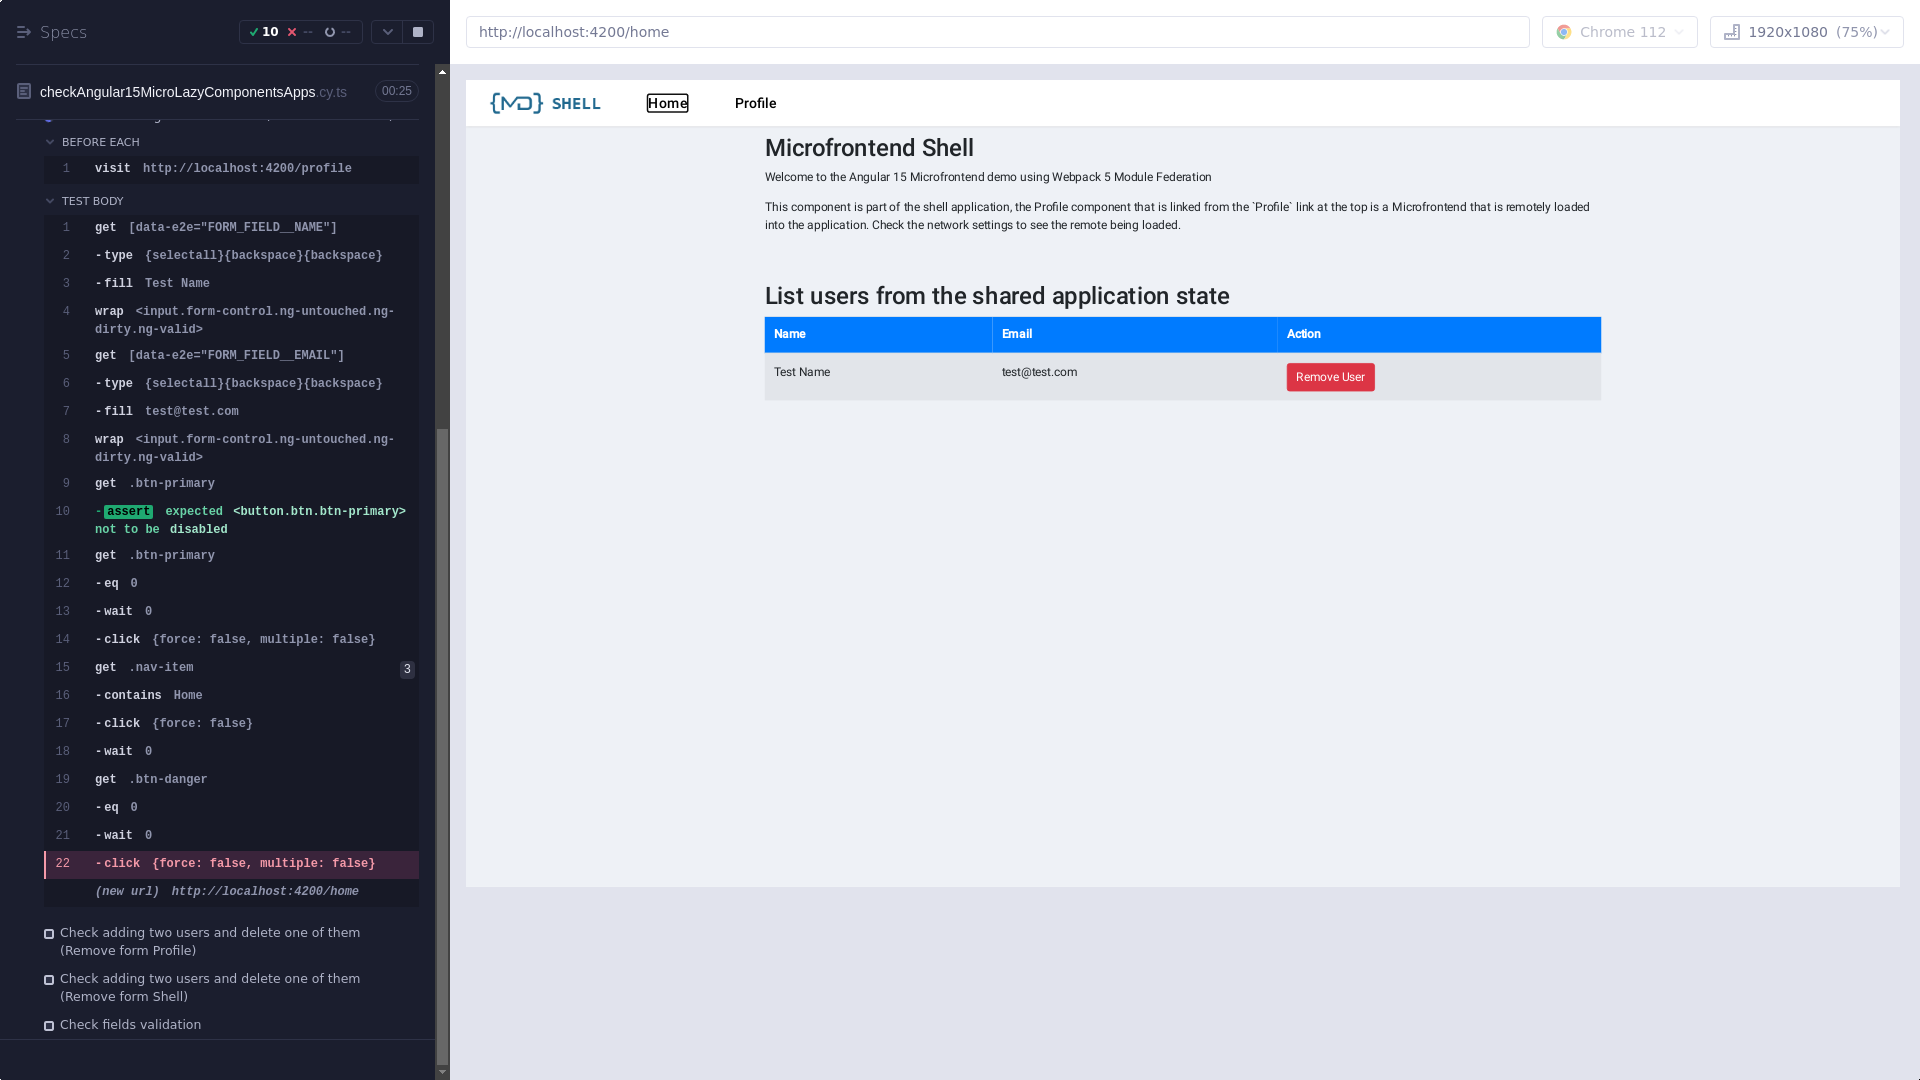 Specs
10
--
--
http://localhost:4200/home
Chrome 112
1920x1080 (75%)
checkAngular15MicroLazyComponentsApps.cy.ts
00:25
BEFORE EACH
1 visit http://localhost:4200/profile
TEST BODY
1 get [data-e2e="FORM_FIELD__NAME"]
2 -type {selectall}{backspace}{backspace}
3 -fill Test Name
4 wrap <input.form-control.ng-untouched.ng-
dirty.ng-valid>
5 get [data-e2e="FORM_FIELD__EMAIL"]
6 -type {selectall}{backspace}{backspace}
7 -fill test@test.com
8 wrap <input.form-control.ng-untouched.ng-
dirty.ng-valid>
9 get .btn-primary
10 -assert expected <button.btn.btn-primary>
not to be disabled
11 get .btn-primary
12 -eq 0
13 -wait 0
14 -click {force: false, multiple: false}
15 get .nav-item 3
16 -contains Home
17 -click {force: false}
18 -wait 0
19 get .btn-danger
20 -eq 0
21 -wait 0
22 -click {force: false, multiple: false}
(new url) http://localhost:4200/home
Check adding two users and delete one of them
(Remove form Profile)
Check adding two users and delete one of them
(Remove form Shell)
Check fields validation
{MD} SHELL
Home
Profile
Microfrontend Shell
Welcome to the Angular 15 Microfrontend demo using Webpack 5 Module Federation
This component is part of the shell application, the Profile component that is linked from the `Profile` link at the top is a Microfrontend that is remotely loaded
into the application. Check the network settings to see the remote being loaded.
List users from the shared application state
Name Email Action
Test Name test@test.com Remove User